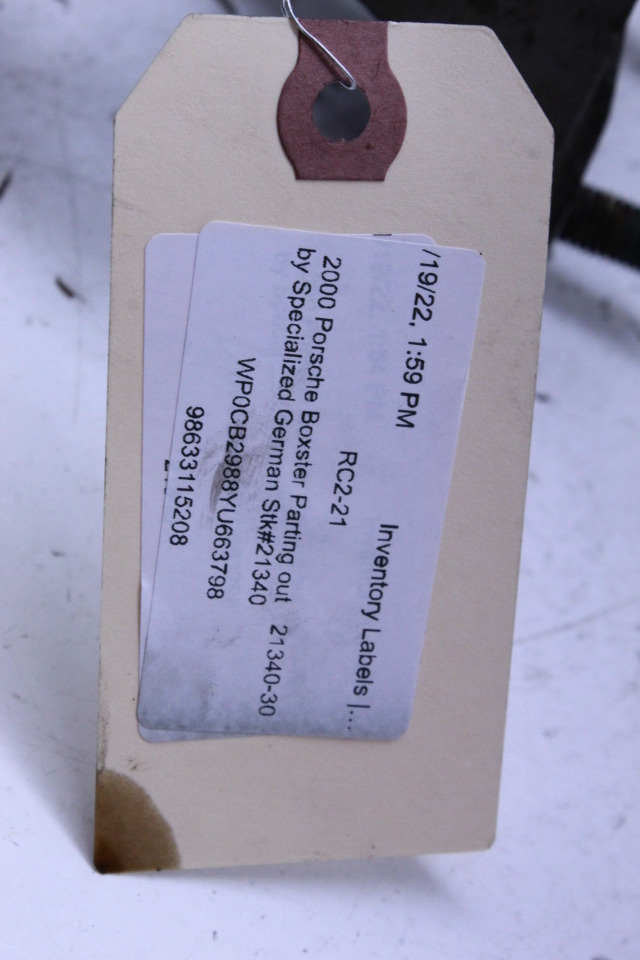 /19/22, 1:59 PM
Inventory Labels |...
RC2-21
2000 Porsche Boxster Parting out 21340-30
by Specialized German Stk#21340
WP0CB2988YU663798
98633115208